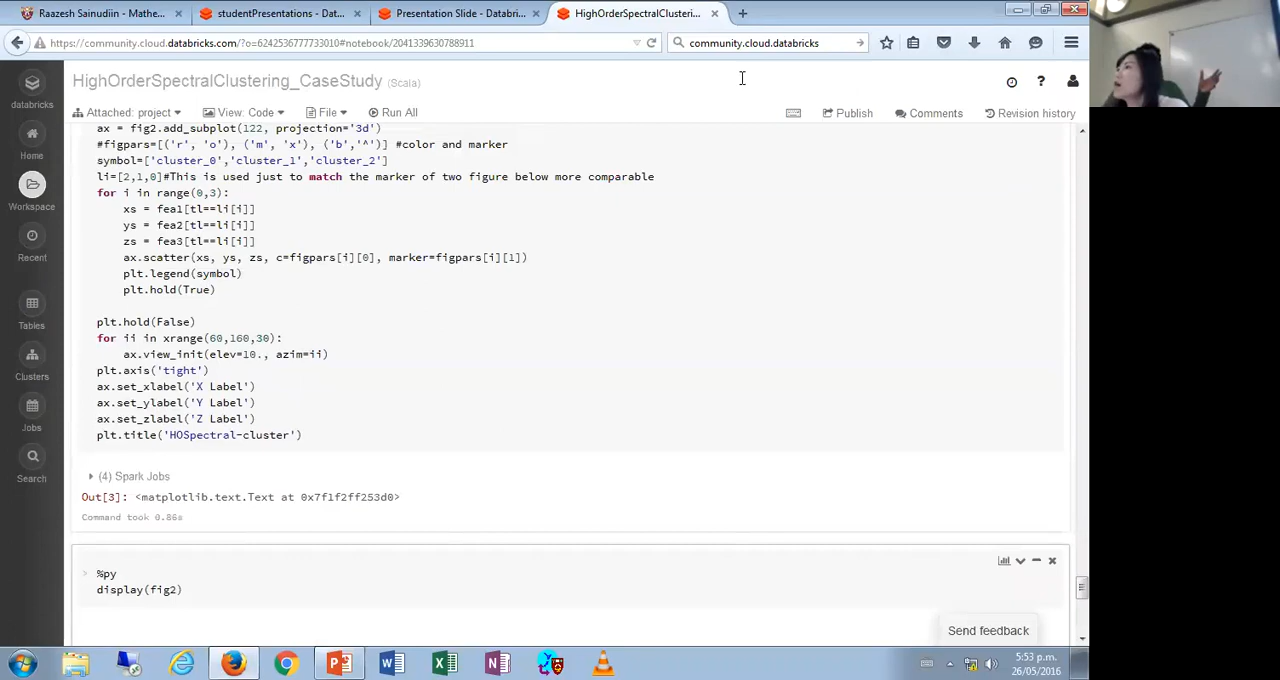 Raazesh Sainudiin - Mathe...
studentPresentations - Dat...
Presentation Slide - Databri...
HighOrderSpectralClusteri...
https://community.cloud.databricks.com/?o=6242536777733010#notebook/2041339630788911
community.cloud.databricks
HighOrderSpectralClustering_CaseStudy (Scala)
Attached: project View: Code File Run All
Publish Comments Revision history
databricks
Home
Workspace
Recent
Tables
Clusters
Jobs
Search
ax = fig2.add_subplot(122, projection='3d')
#figpars=[('r', 'o'), ('m', 'x'), ('b','^')] #color and marker
symbol=['cluster_0','cluster_1','cluster_2']
li=[2,1,0]#This is used just to match the marker of two figure below more comparable
for i in range(0,3):
xs = fea1[tl==li[i]]
ys = fea2[tl==li[i]]
zs = fea3[tl==li[i]]
ax.scatter(xs, ys, zs, c=figpars[i][0], marker=figpars[i][1])
plt.legend(symbol)
plt.hold(True)
plt.hold(False)
for ii in xrange(60,160,30):
ax.view_init(elev=10., azim=ii)
plt.axis('tight')
ax.set_xlabel('X Label')
ax.set_ylabel('Y Label')
ax.set_zlabel('Z Label')
plt.title('HOSpectral-cluster')
(4) Spark Jobs
Out[3]: <matplotlib.text.Text at 0x7f1f2ff253d0>
Command took 0.86s
%py
display(fig2)
Send feedback
5:53 p.m.
26/05/2016